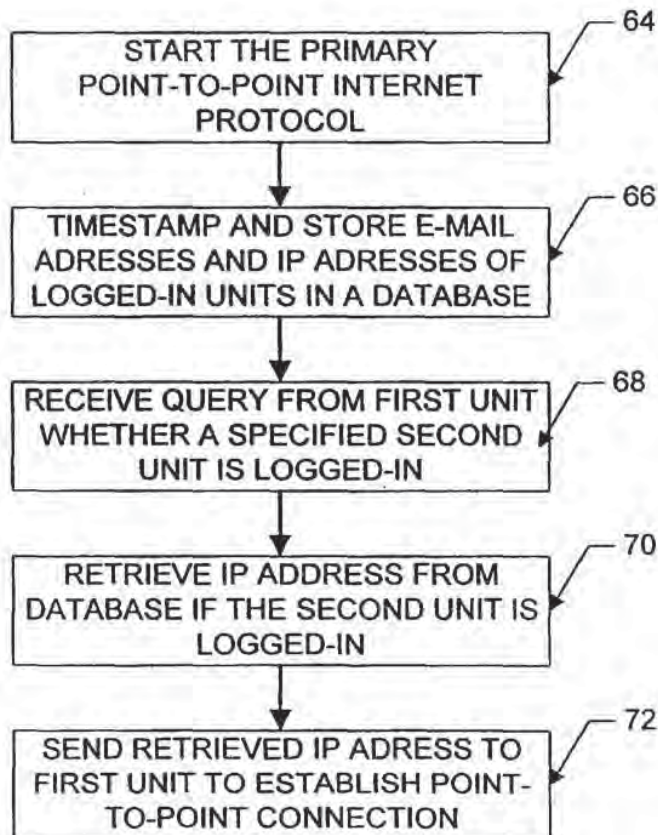 64
START THE PRIMARY
POINT-TO-POINT INTERNET
PROTOCOL
66
TIMESTAMP AND STORE E-MAIL
ADRESSES AND IP ADRESSES OF
LOGGED-IN UNITS IN A DATABASE
68
RECEIVE QUERY FROM FIRST UNIT
WHETHER A SPECIFIED SECOND
UNIT IS LOGGED-IN
70
RETRIEVE IP ADDRESS FROM
DATABASE IF THE SECOND UNIT IS
LOGGED-IN
72
SEND RETRIEVED IP ADRESS TO
FIRST UNIT TO ESTABLISH POINT-
TO-POINT CONNECTION